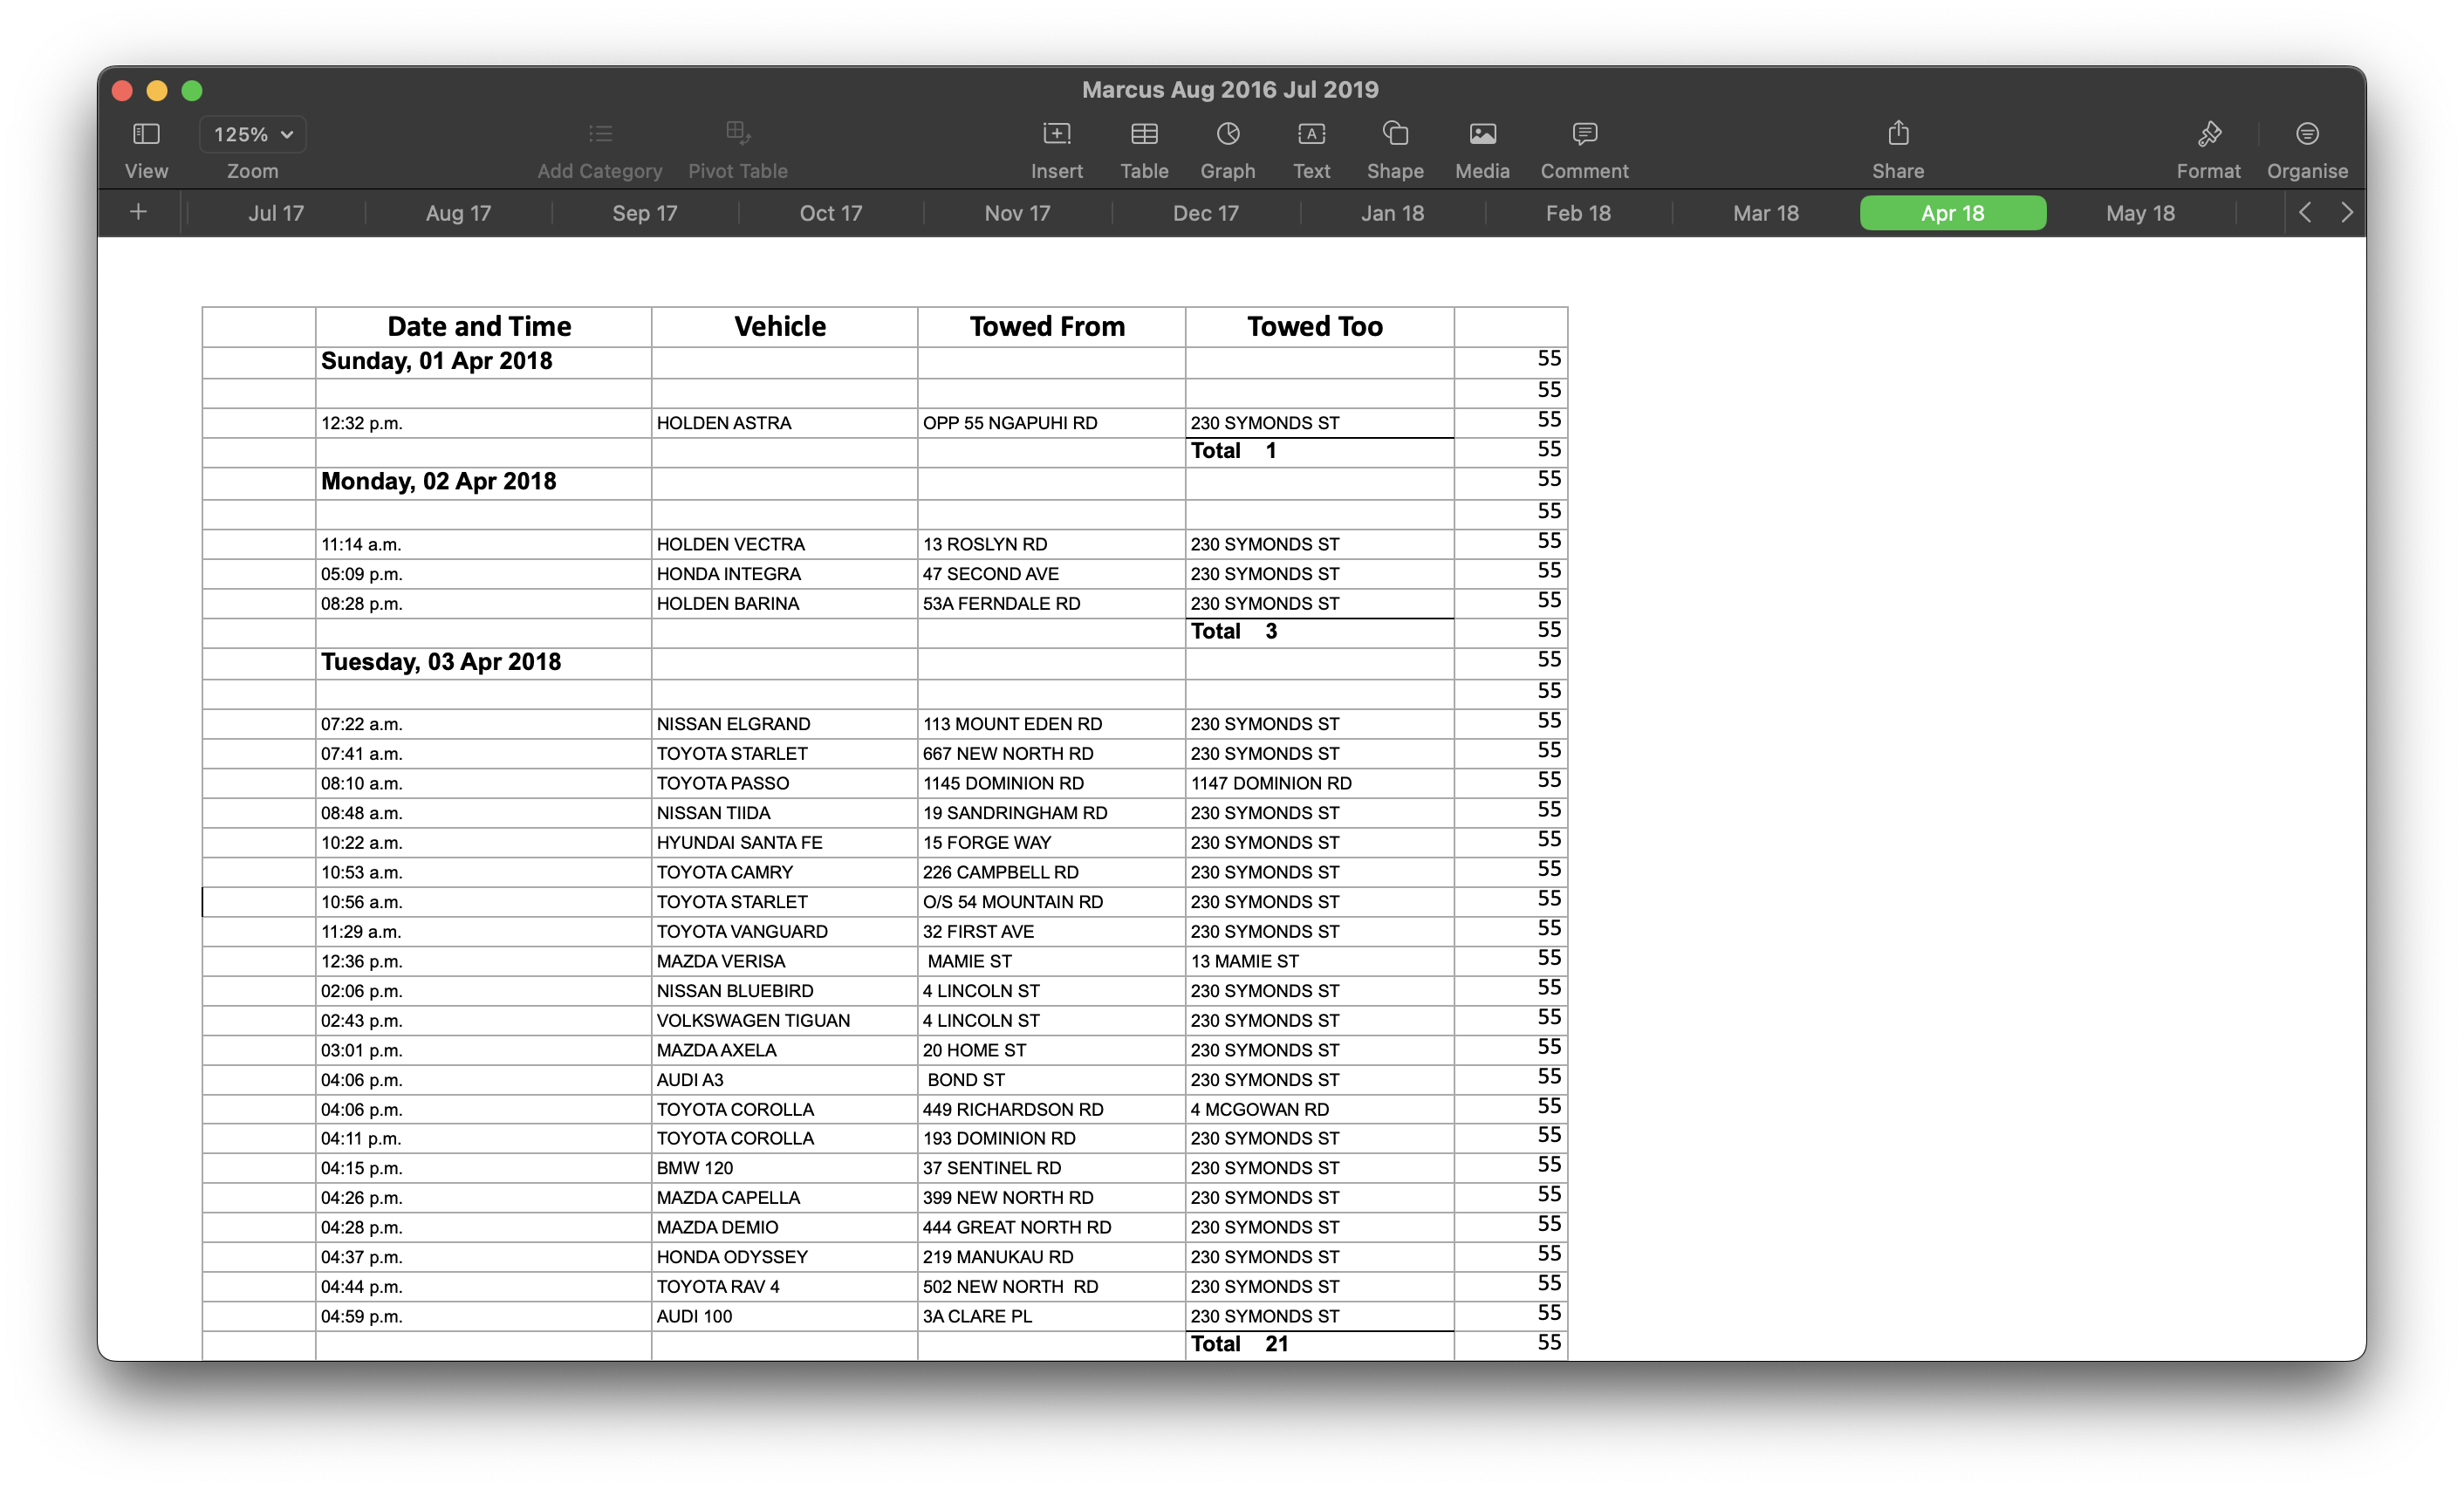 Marcus Aug 2016 Jul 2019
125%
View Zoom Add Category Pivot Table Insert Table Graph Text Shape Media Comment Share Format Organise
Jul 17 Aug 17 Sep 17 Oct 17 Nov 17 Dec 17 Jan 18 Feb 18 Mar 18 Apr 18 May 18
Date and Time Vehicle Towed From Towed Too
Sunday, 01 Apr 2018 55
55
12:32 p.m. HOLDEN ASTRA OPP 55 NGAPUHI RD 230 SYMONDS ST 55
Total 1 55
Monday, 02 Apr 2018 55
55
11:14 a.m. HOLDEN VECTRA 13 ROSLYN RD 230 SYMONDS ST 55
05:09 p.m. HONDA INTEGRA 47 SECOND AVE 230 SYMONDS ST 55
08:28 p.m. HOLDEN BARINA 53A FERNDALE RD 230 SYMONDS ST 55
Total 3 55
Tuesday, 03 Apr 2018 55
55
07:22 a.m. NISSAN ELGRAND 113 MOUNT EDEN RD 230 SYMONDS ST 55
07:41 a.m. TOYOTA STARLET 667 NEW NORTH RD 230 SYMONDS ST 55
08:10 a.m. TOYOTA PASSO 1145 DOMINION RD 1147 DOMINION RD 55
08:48 a.m. NISSAN TIIDA 19 SANDRINGHAM RD 230 SYMONDS ST 55
10:22 a.m. HYUNDAI SANTA FE 15 FORGE WAY 230 SYMONDS ST 55
10:53 a.m. TOYOTA CAMRY 226 CAMPBELL RD 230 SYMONDS ST 55
10:56 a.m. TOYOTA STARLET O/S 54 MOUNTAIN RD 230 SYMONDS ST 55
11:29 a.m. TOYOTA VANGUARD 32 FIRST AVE 230 SYMONDS ST 55
12:36 p.m. MAZDA VERISA MAMIE ST 13 MAMIE ST 55
02:06 p.m. NISSAN BLUEBIRD 4 LINCOLN ST 230 SYMONDS ST 55
02:43 p.m. VOLKSWAGEN TIGUAN 4 LINCOLN ST 230 SYMONDS ST 55
03:01 p.m. MAZDA AXELA 20 HOME ST 230 SYMONDS ST 55
04:06 p.m. AUDI A3 BOND ST 230 SYMONDS ST 55
04:06 p.m. TOYOTA COROLLA 449 RICHARDSON RD 4 MCGOWAN RD 55
04:11 p.m. TOYOTA COROLLA 193 DOMINION RD 230 SYMONDS ST 55
04:15 p.m. BMW 120 37 SENTINEL RD 230 SYMONDS ST 55
04:26 p.m. MAZDA CAPELLA 399 NEW NORTH RD 230 SYMONDS ST 55
04:28 p.m. MAZDA DEMIO 444 GREAT NORTH RD 230 SYMONDS ST 55
04:37 p.m. HONDA ODYSSEY 219 MANUKAU RD 230 SYMONDS ST 55
04:44 p.m. TOYOTA RAV 4 502 NEW NORTH RD 230 SYMONDS ST 55
04:59 p.m. AUDI 100 3A CLARE PL 230 SYMONDS ST 55
Total 21 55